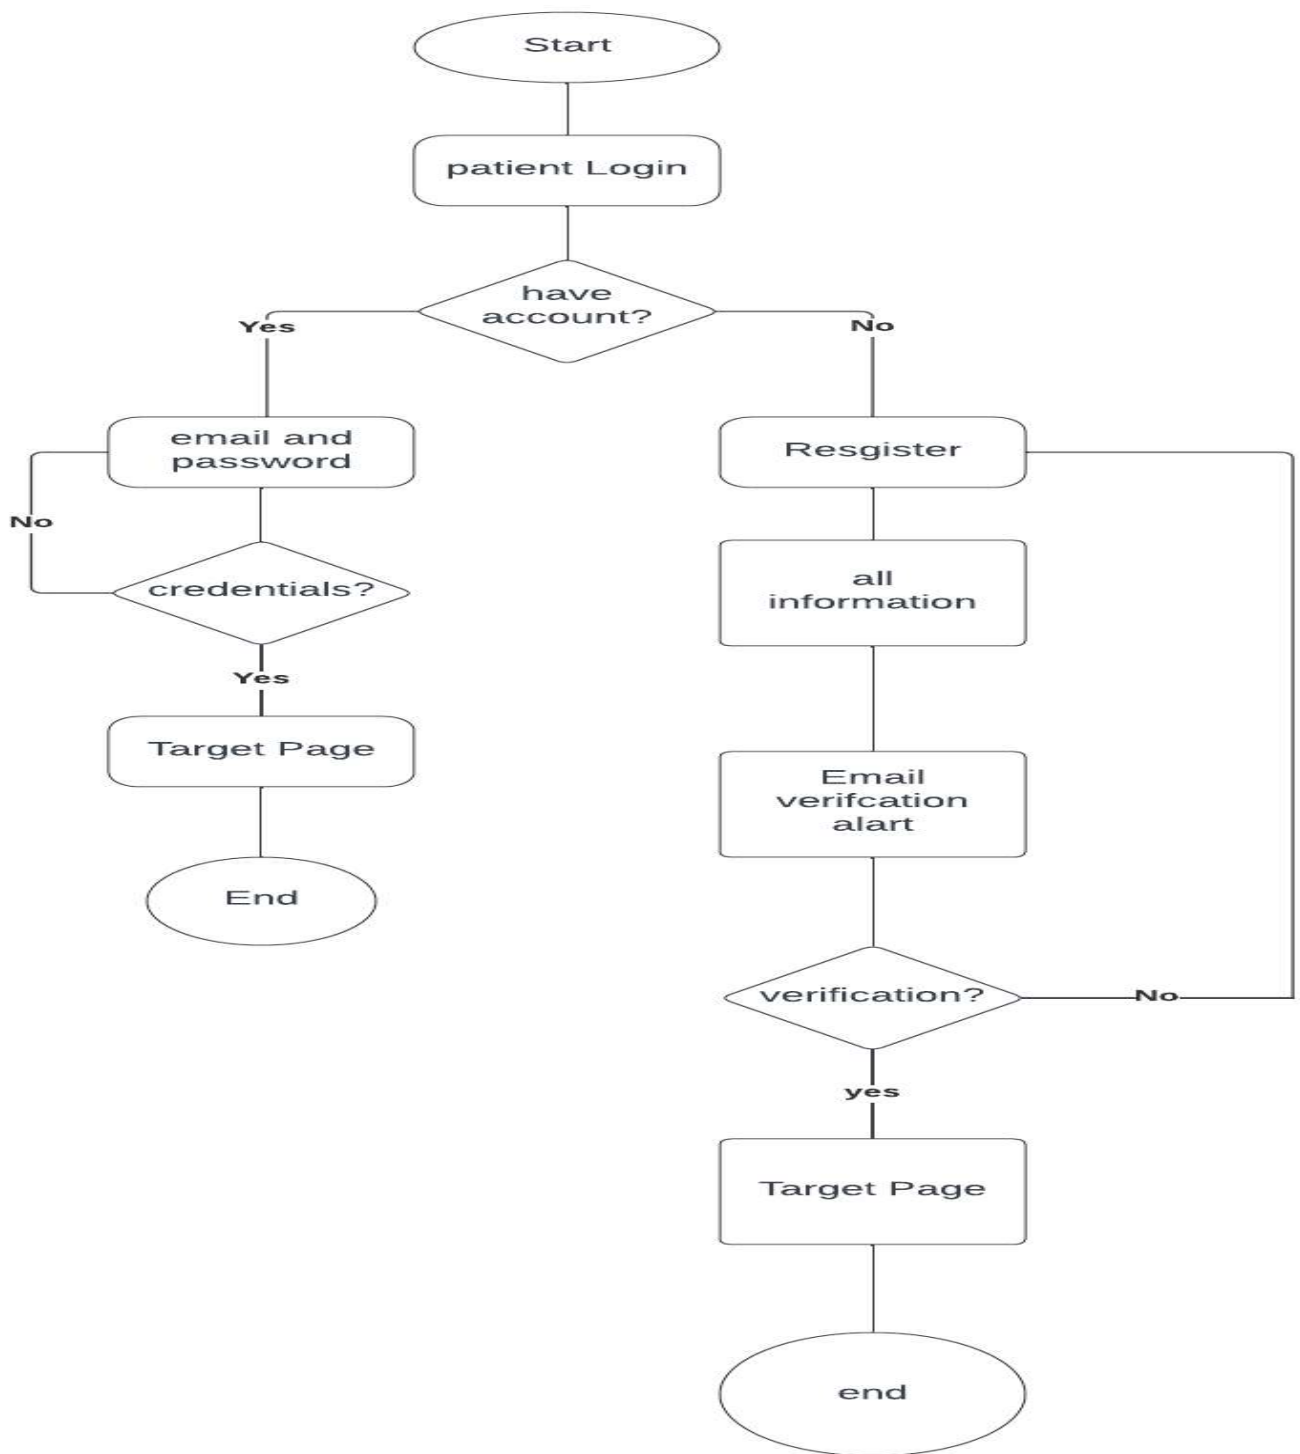 Start
patient Login
have
account?
Yes
No
email and
password
Resgister
No
credentials?
all
information
Yes
Target Page
Email
verifcation
alart
End
verification?
No
yes
Target Page
end